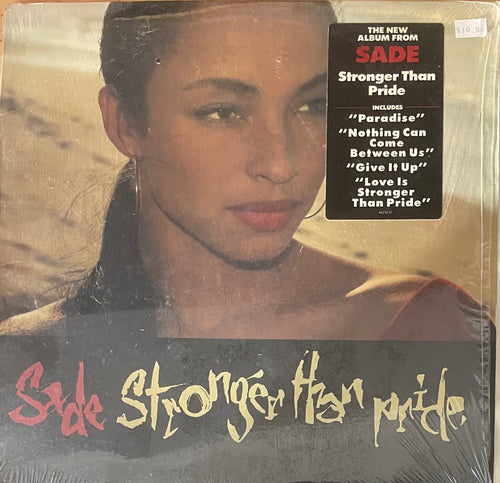 THE NEW
ALBUM FROM
SADE
Stronger Than
Pride
INCLUDES
"Paradise"
"Nothing Can
Come
Between Us"
"Give It Up"
"Love Is
Stronger
Than Pride"
Sade Stronger than pride